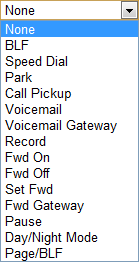 None
None
BLF
Speed Dial
Park
Call Pickup
Voicemail
Voicemail Gateway
Record
Fwd On
Fwd Off
Set Fwd
Fwd Gateway
Pause
Day/Night Mode
Page/BLF